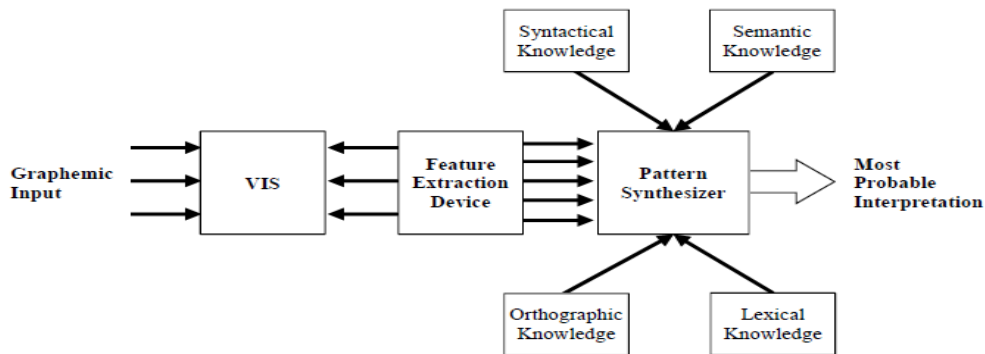 Syntactical
Knowledge
Semantic
Knowledge
Graphemic
Input
VIS
Feature
Extraction
Device
Pattern
Synthesizer
Most
Probable
Interpretation
Orthographic
Knowledge
Lexical
Knowledge